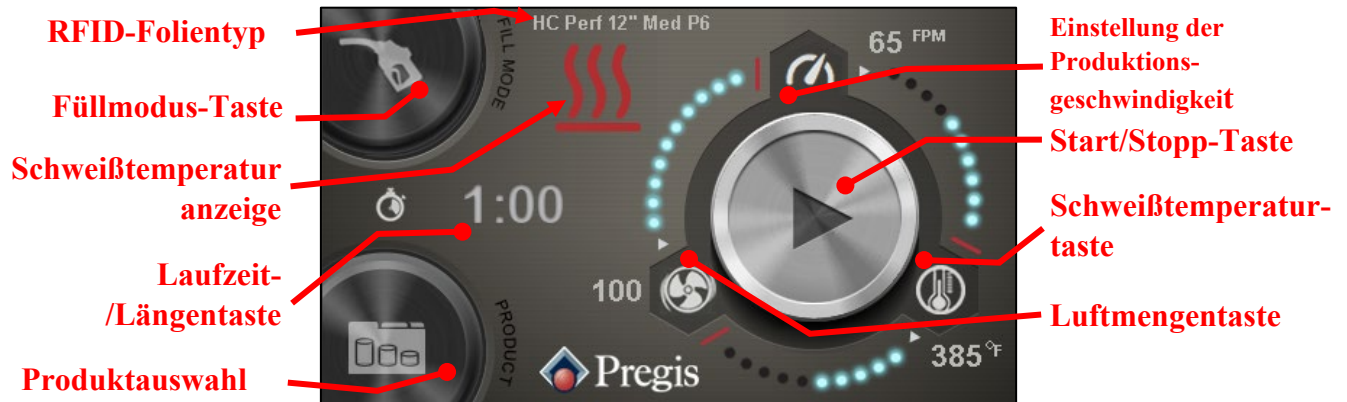 RFID-Folientyp
Füllmodus-Taste
Schweißtemperatur
anzeige
Laufzeit-
/Längentaste
Produktauswahl
HC Perf 12" Med P6
FILL MODE
1:00
PRODUCT
65 FPM
100
385 °F
Pregis
Einstellung der
Produktions-
geschwindigkeit
Start/Stopp-Taste
Schweißtemperatur-
taste
Luftmengentaste